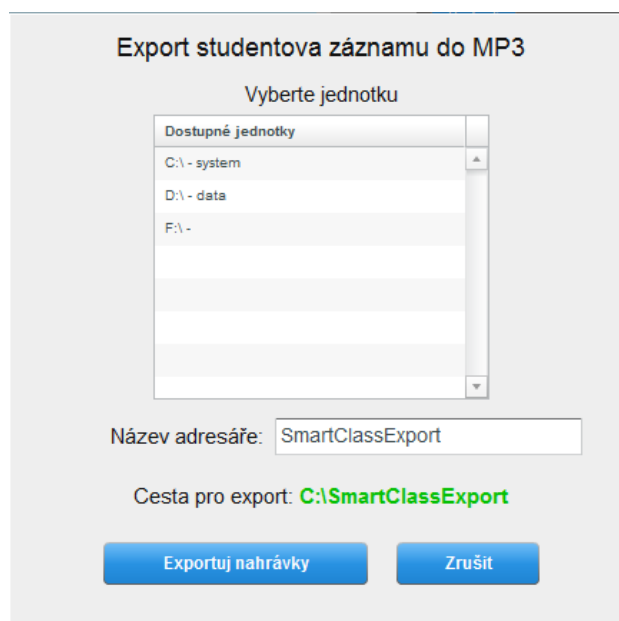 Export studentova záznamu do MP3
Vyberte jednotku
Dostupné jednotky
C:\ - system
D:\ - data
F:\ -
Název adresáře: SmartClassExport
Cesta pro export: C:\SmartClassExport
Exportuj nahrávky Zrušit